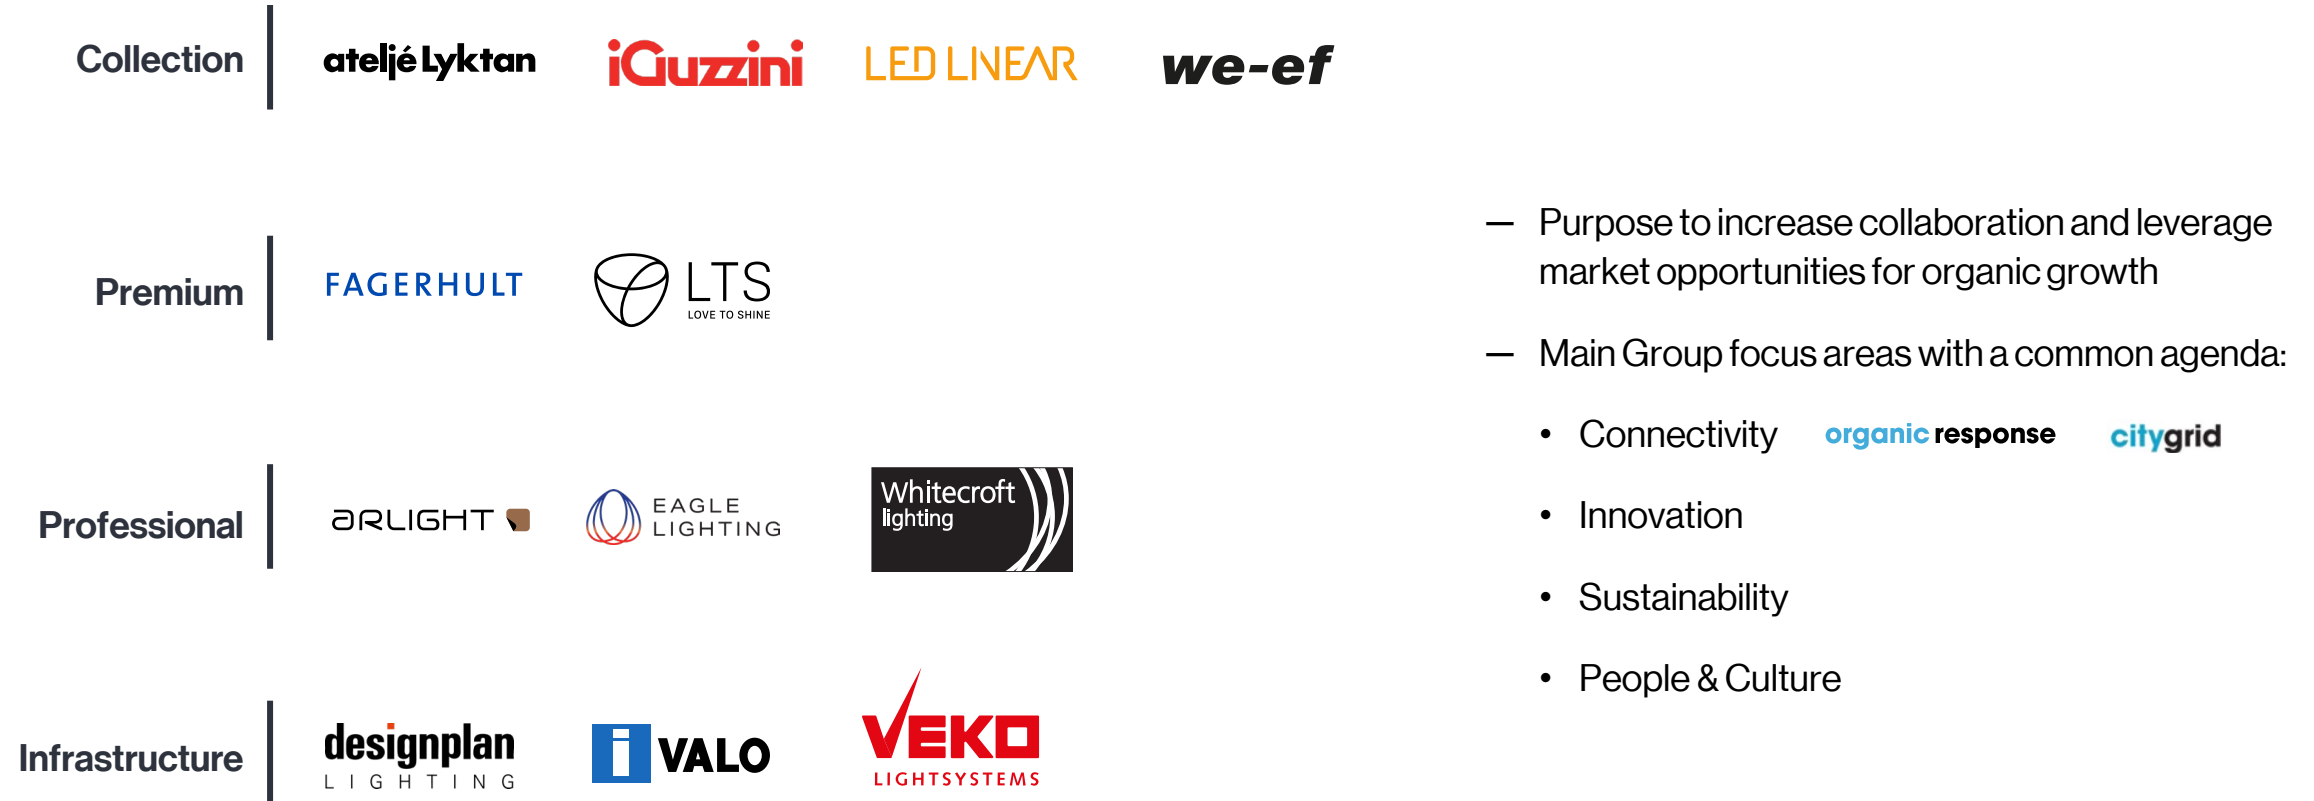 Collection
ateljé Lyktan
iGuzzini
LED LINEAR
we-ef
Premium
FAGERHULT
LTS
LOVE TO SHINE
Professional
ARLIGHT
EAGLE
LIGHTING
Whitecroft
lighting
Infrastructure
designplan
LIGHTING
i VALO
VEKO
LIGHTSYSTEMS
— Purpose to increase collaboration and leverage
market opportunities for organic growth
— Main Group focus areas with a common agenda:
• Connectivity organic response citygrid
• Innovation
• Sustainability
• People & Culture